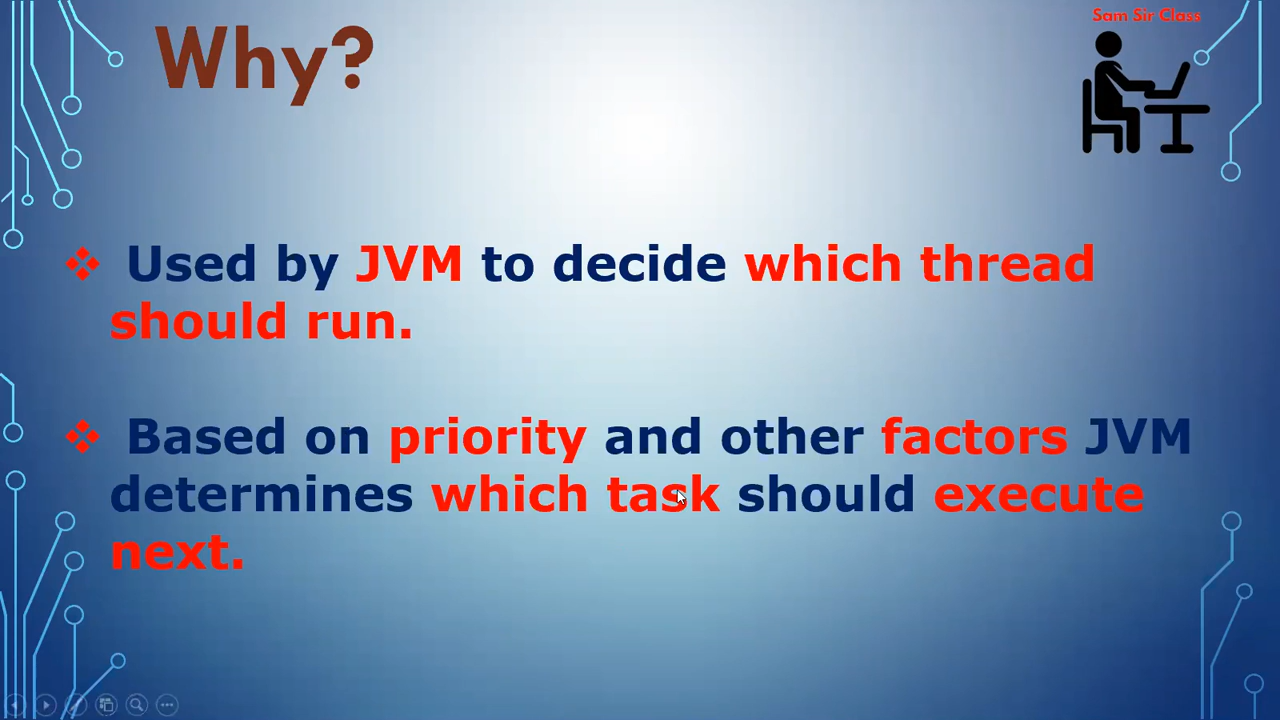 Sam Sir Class
Why?
Used by JVM to decide which thread
should run.
Based on priority and other factors JVM
determines which task should execute
next.